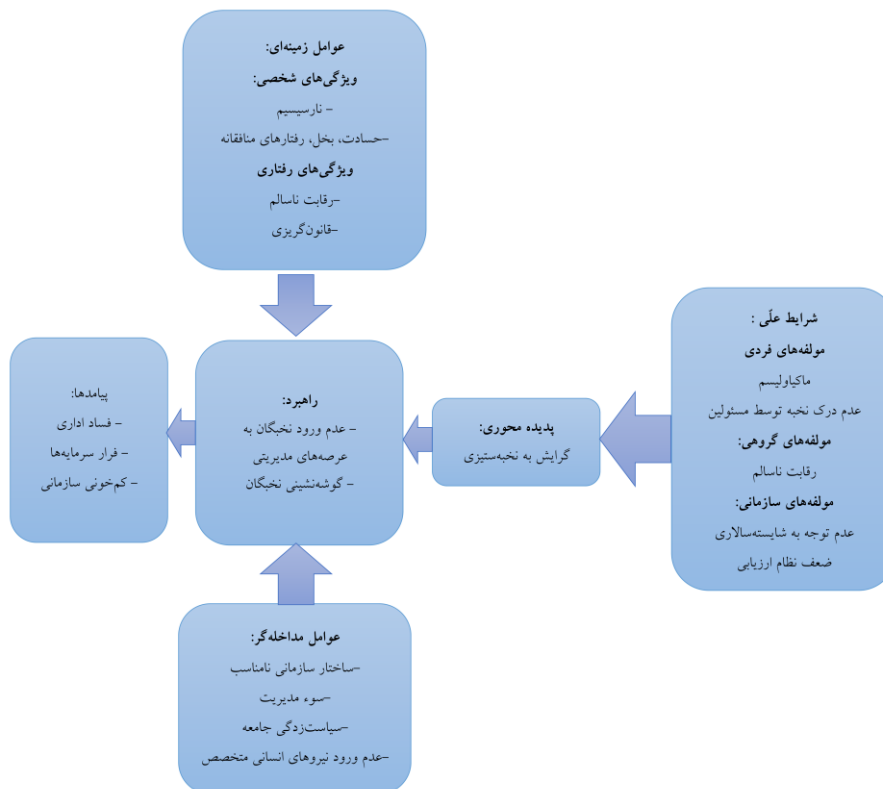 عوامل زمینه‌ای:
ویژگی‌های شخصی:
- نارسیسیم
-حسادت، بخل، رفتارهای منافقانه
ویژگی‌های رفتاری
-رقابت ناسالم
-قانون‌گریزی
شرایط علّی :
مولفه‌های فردی
ماکیاولیسم
عدم درک نخبه توسط مسئولین
مولفه‌های گروهی:
رقابت ناسالم
مولفه‌های سازمانی:
عدم توجه به شایسته‌سالاری
ضعف نظام ارزیابی
پدیده محوری:
گرایش به نخبه‌ستیزی
راهبرد:
- عدم ورود نخبگان به
عرصه‌های مدیریتی
- گوشه‌نشینی نخبگان
پیامدها:
- فساد اداری
- فرار سرمایه‌ها
- کم‌خونی سازمانی
عوامل مداخله‌گر:
-ساختار سازمانی نامناسب
-سوء مدیریت
-سیاست‌زدگی جامعه
-عدم ورود نیروهای انسانی متخصص